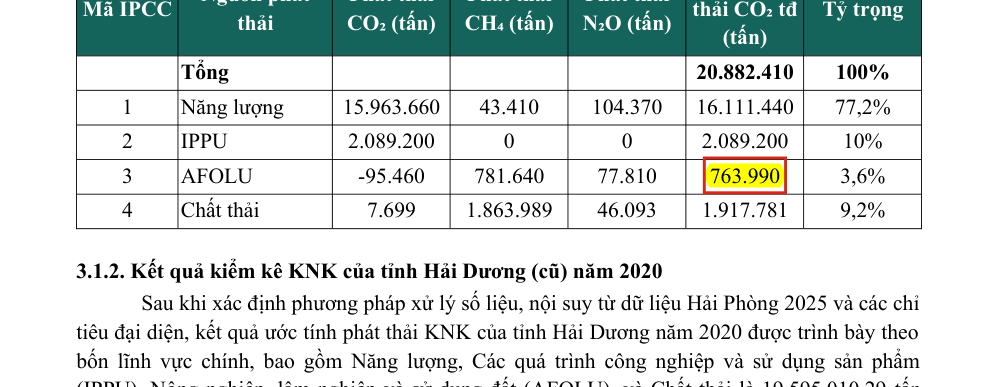 Mã IPCC thải CO₂ (tấn) CH₄ (tấn) N₂O (tấn) thải CO₂ tđ (tấn) Tỷ trọng
Tổng 20.882.410 100%
1 Năng lượng 15.963.660 43.410 104.370 16.111.440 77,2%
2 IPPU 2.089.200 0 0 2.089.200 10%
3 AFOLU -95.460 781.640 77.810 763.990 3,6%
4 Chất thải 7.699 1.863.989 46.093 1.917.781 9,2%
3.1.2. Kết quả kiểm kê KNK của tỉnh Hải Dương (cũ) năm 2020
Sau khi xác định phương pháp xử lý số liệu, nội suy từ dữ liệu Hải Phòng 2025 và các chỉ
tiêu đại diện, kết quả ước tính phát thải KNK của tỉnh Hải Dương năm 2020 được trình bày theo
bốn lĩnh vực chính, bao gồm Năng lượng, Các quá trình công nghiệp và sử dụng sản phẩm